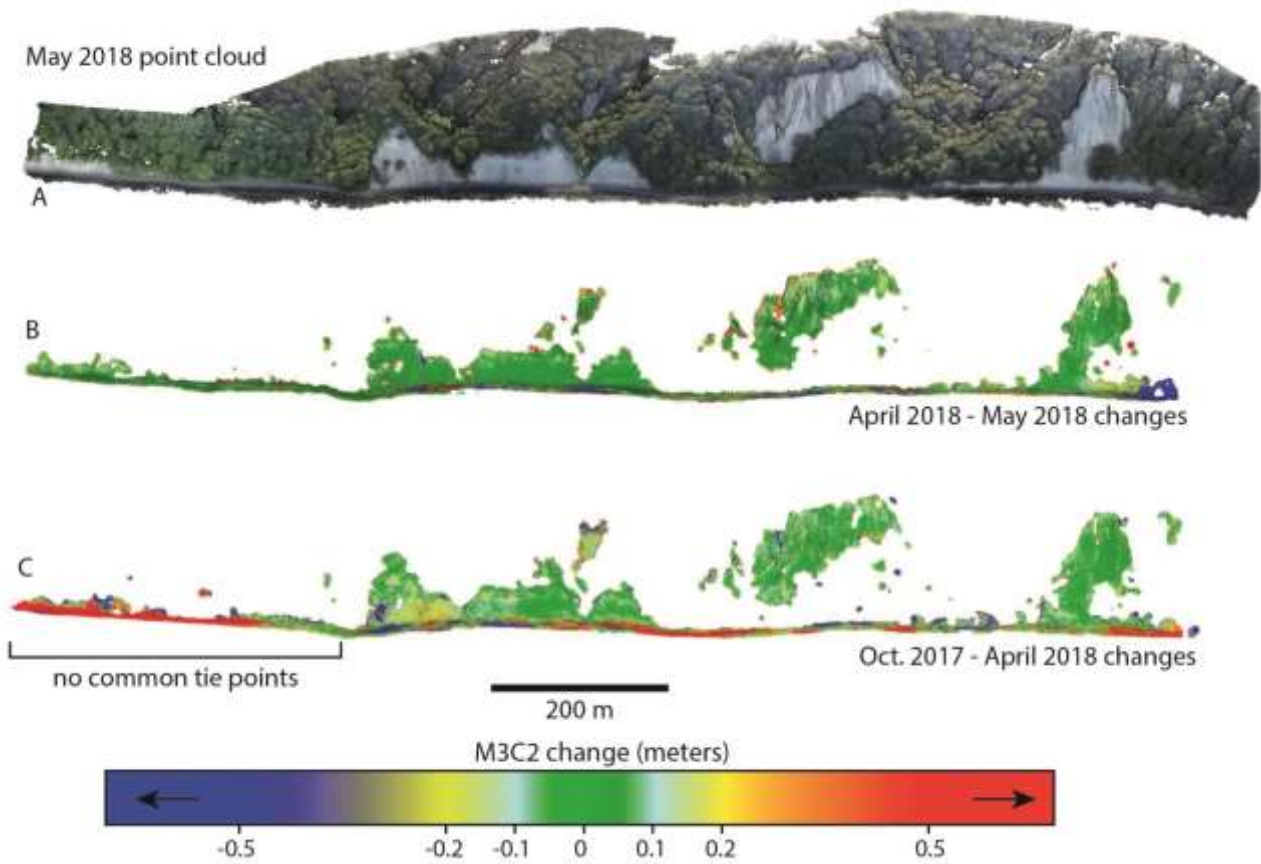 May 2018 point cloud
A
B
April 2018 - May 2018 changes
C
Oct. 2017 - April 2018 changes
no common tie points
200 m
M3C2 change (meters)
-0.5 -0.2 -0.1 0 0.1 0.2 0.5